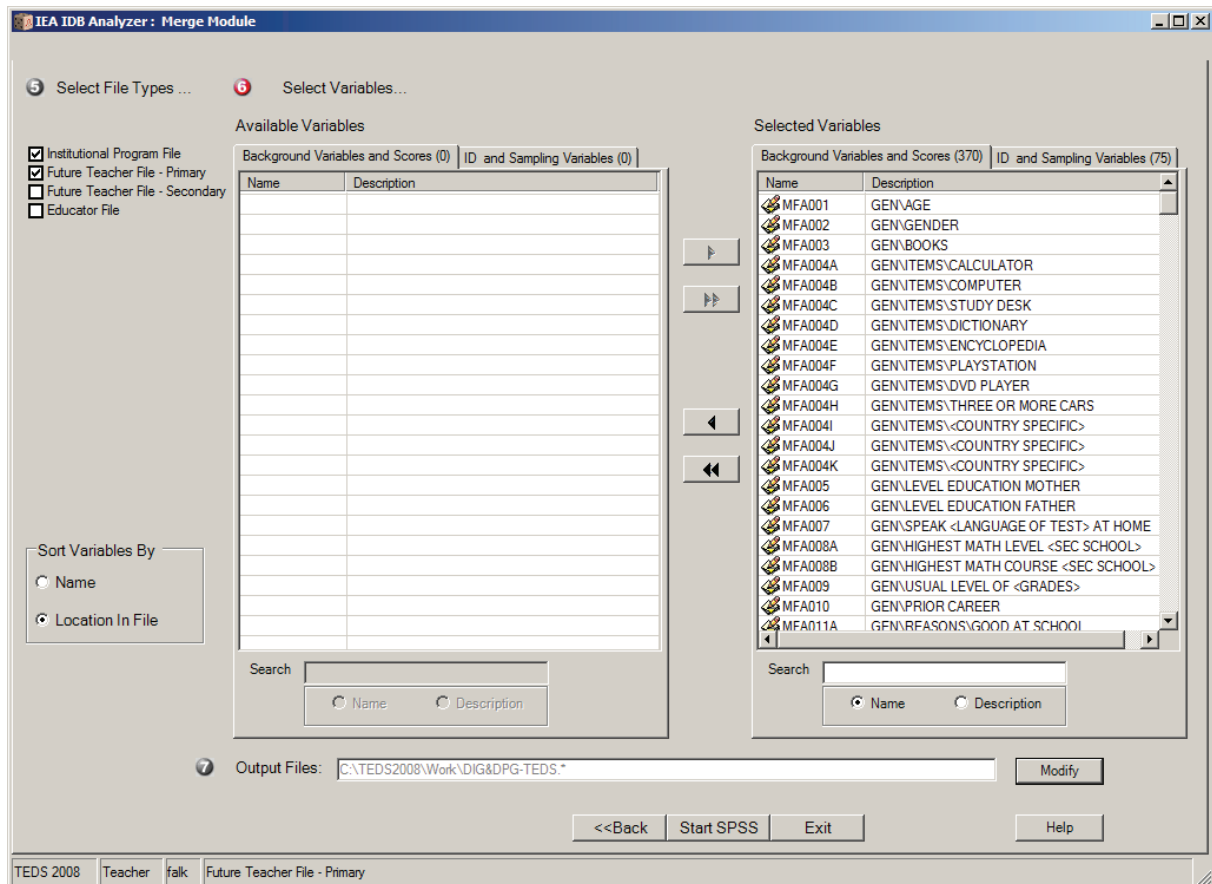 IEA IDB Analyzer : Merge Module
5 Select File Types ...
6 Select Variables...
Institutional Program File
Future Teacher File - Primary
Future Teacher File - Secondary
Educator File
Sort Variables By
Name
Location In File
Available Variables
Background Variables and Scores (0) ID and Sampling Variables (0)
Name Description
Search
Name Description
Selected Variables
Background Variables and Scores (370) ID and Sampling Variables (75)
Name Description
MFA001 GEN\AGE
MFA002 GEN\GENDER
MFA003 GEN\BOOKS
MFA004A GEN\ITEMS\CALCULATOR
MFA004B GEN\ITEMS\COMPUTER
MFA004C GEN\ITEMS\STUDY DESK
MFA004D GEN\ITEMS\DICTIONARY
MFA004E GEN\ITEMS\ENCYCLOPEDIA
MFA004F GEN\ITEMS\PLAYSTATION
MFA004G GEN\ITEMS\DVD PLAYER
MFA004H GEN\ITEMS\THREE OR MORE CARS
MFA004I GEN\ITEMS\<COUNTRY SPECIFIC>
MFA004J GEN\ITEMS\<COUNTRY SPECIFIC>
MFA004K GEN\ITEMS\<COUNTRY SPECIFIC>
MFA005 GEN\LEVEL EDUCATION MOTHER
MFA006 GEN\LEVEL EDUCATION FATHER
MFA007 GEN\SPEAK <LANGUAGE OF TEST> AT HOME
MFA008A GEN\HIGHEST MATH LEVEL <SEC SCHOOL>
MFA008B GEN\HIGHEST MATH COURSE <SEC SCHOOL>
MFA009 GEN\USUAL LEVEL OF <GRADES>
MFA010 GEN\PRIOR CAREER
MFA011A GEN\REASONS\GOOD AT SCHOOL
Search
Name Description
7 Output Files: C:\TEDS2008\Work\DIG&DPG-TEDS.* Modify
<<Back Start SPSS Exit Help
TEDS 2008 Teacher falk Future Teacher File - Primary